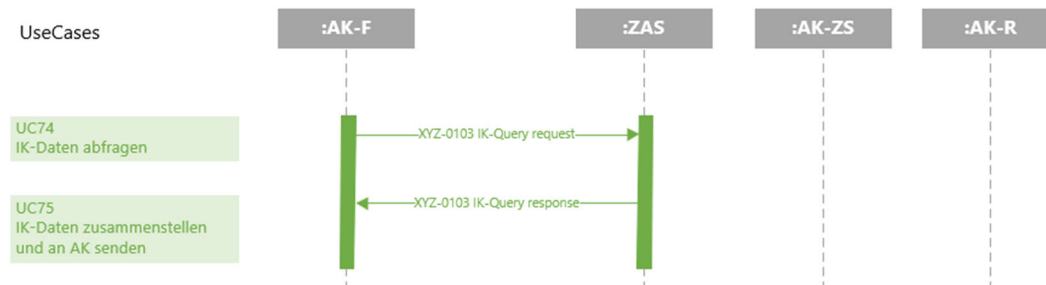 UseCases
:AK-F
:ZAS
:AK-ZS
:AK-R
UC74
IK-Daten abfragen
XYZ-0103 IK-Query request
UC75
IK-Daten zusammenstellen
und an AK senden
XYZ-0103 IK-Query response